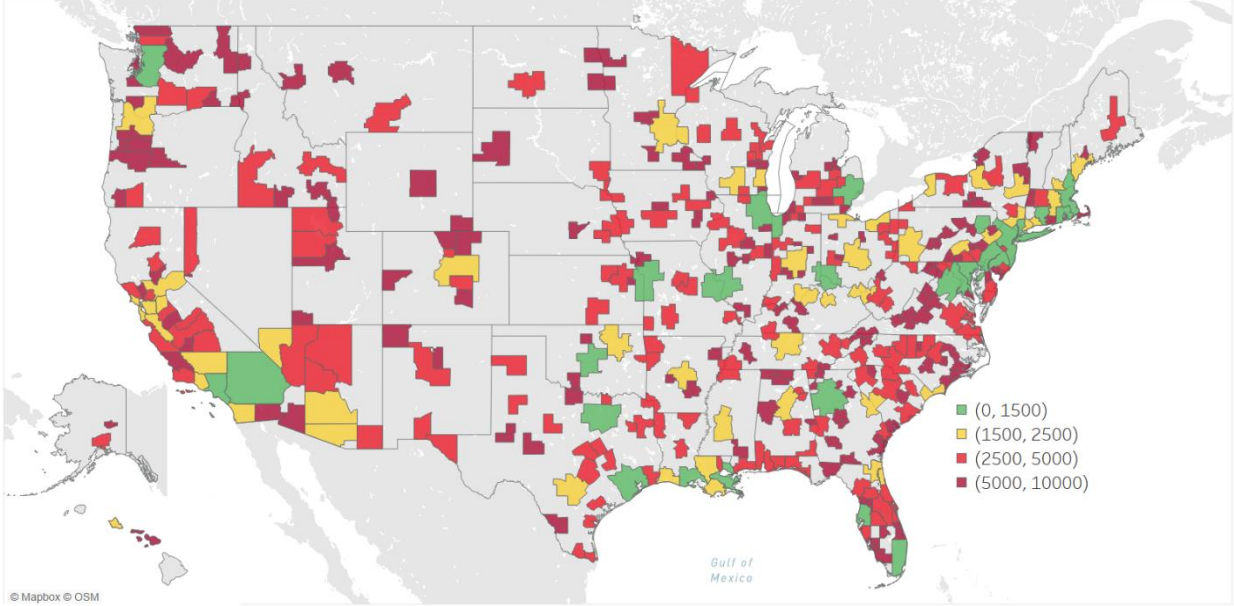 (0, 1500)
(1500, 2500)
(2500, 5000)
(5000, 10000)
Gulf of
Mexico
© Mapbox © OSM